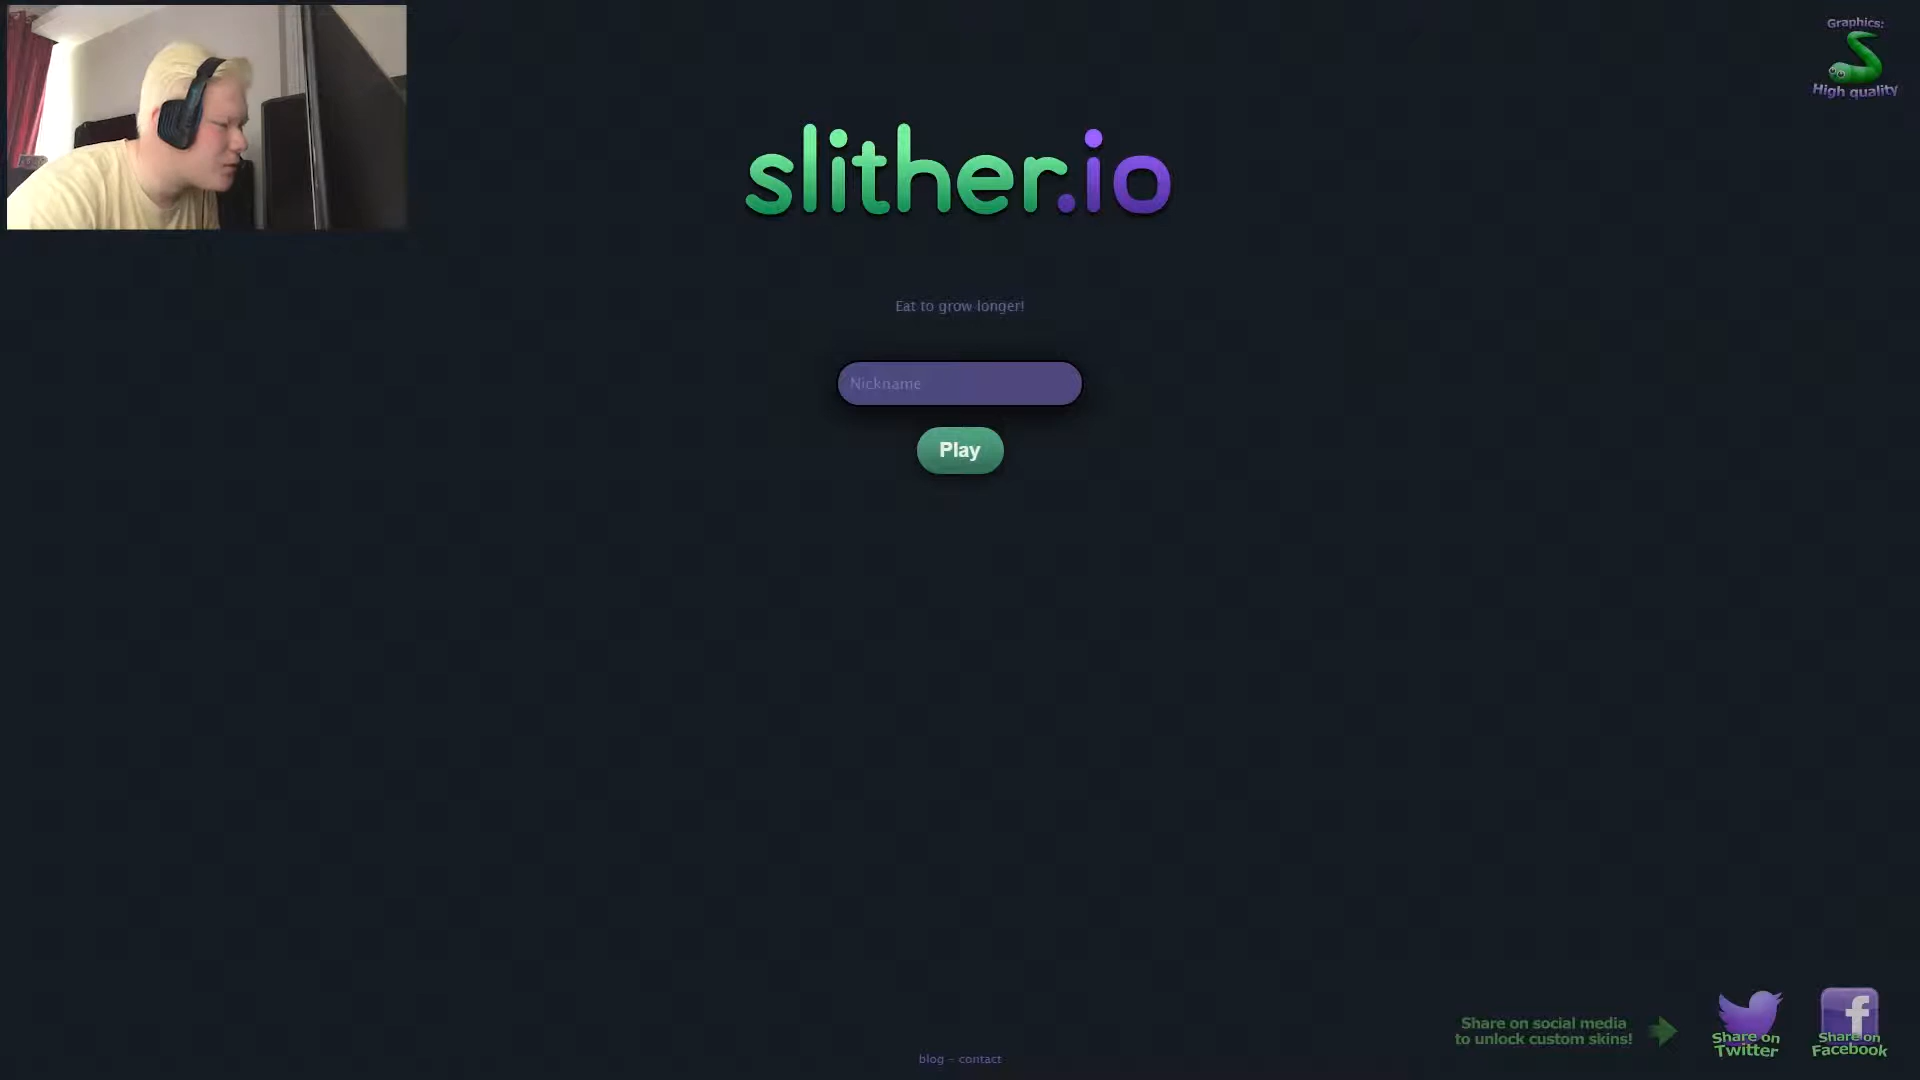 Graphics:
High quality
slither.io
Eat to grow longer!
Nickname
Play
Share on social media
to unlock custom skins!
Share on
Twitter
Share on
Facebook
blog - contact